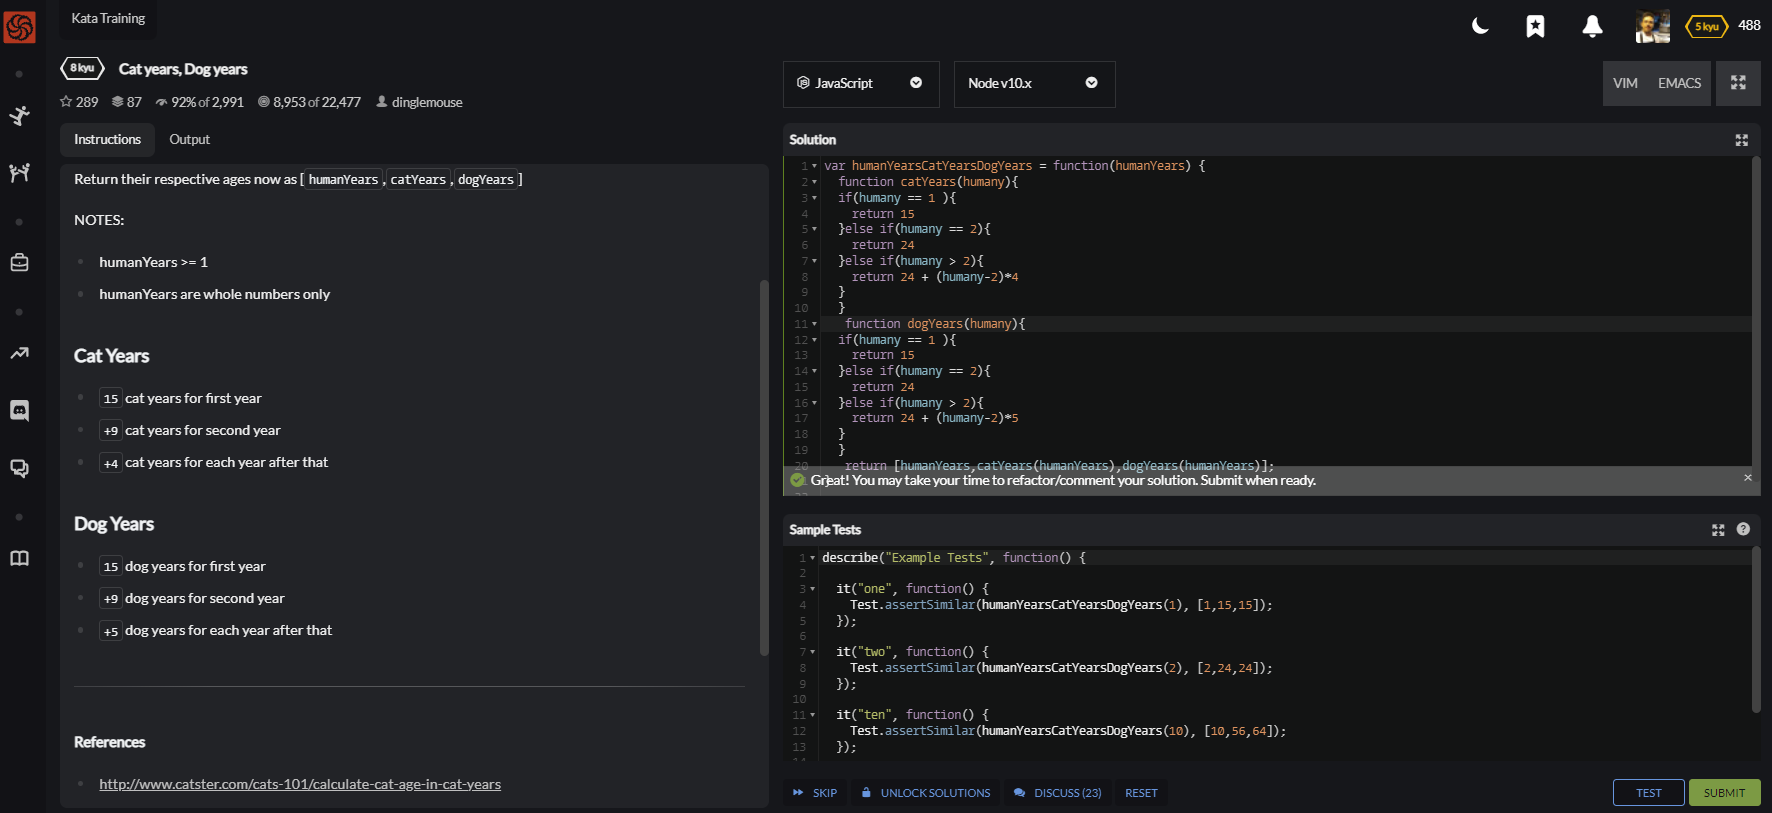 Kata Training
5 kyu 488
8 kyu Cat years, Dog years
289 87 92% of 2,991 8,953 of 22,477 dinglemouse
Instructions Output
Return their respective ages now as [ humanYears , catYears , dogYears ]
NOTES:
humanYears >= 1
humanYears are whole numbers only
Cat Years
15 cat years for first year
+9 cat years for second year
+4 cat years for each year after that
Dog Years
15 dog years for first year
+9 dog years for second year
+5 dog years for each year after that
References
http://www.catster.com/cats-101/calculate-cat-age-in-cat-years
JavaScript Node v10.x VIM EMACS
Solution
1 var humanYearsCatYearsDogYears = function(humanYears) {
2 function catYears(humany){
3 if(humany == 1 ){
4 return 15
5 }else if(humany == 2){
6 return 24
7 }else if(humany > 2){
8 return 24 + (humany-2)*4
9 }
10 }
11 function dogYears(humany){
12 if(humany == 1 ){
13 return 15
14 }else if(humany == 2){
15 return 24
16 }else if(humany > 2){
17 return 24 + (humany-2)*5
18 }
19 }
20 return [humanYears,catYears(humanYears),dogYears(humanYears)];
Great! You may take your time to refactor/comment your solution. Submit when ready.
Sample Tests
1 describe("Example Tests", function() {
2
3 it("one", function() {
4 Test.assertSimilar(humanYearsCatYearsDogYears(1), [1,15,15]);
5 });
6
7 it("two", function() {
8 Test.assertSimilar(humanYearsCatYearsDogYears(2), [2,24,24]);
9 });
10
11 it("ten", function() {
12 Test.assertSimilar(humanYearsCatYearsDogYears(10), [10,56,64]);
13 });
SKIP UNLOCK SOLUTIONS DISCUSS (23) RESET TEST SUBMIT